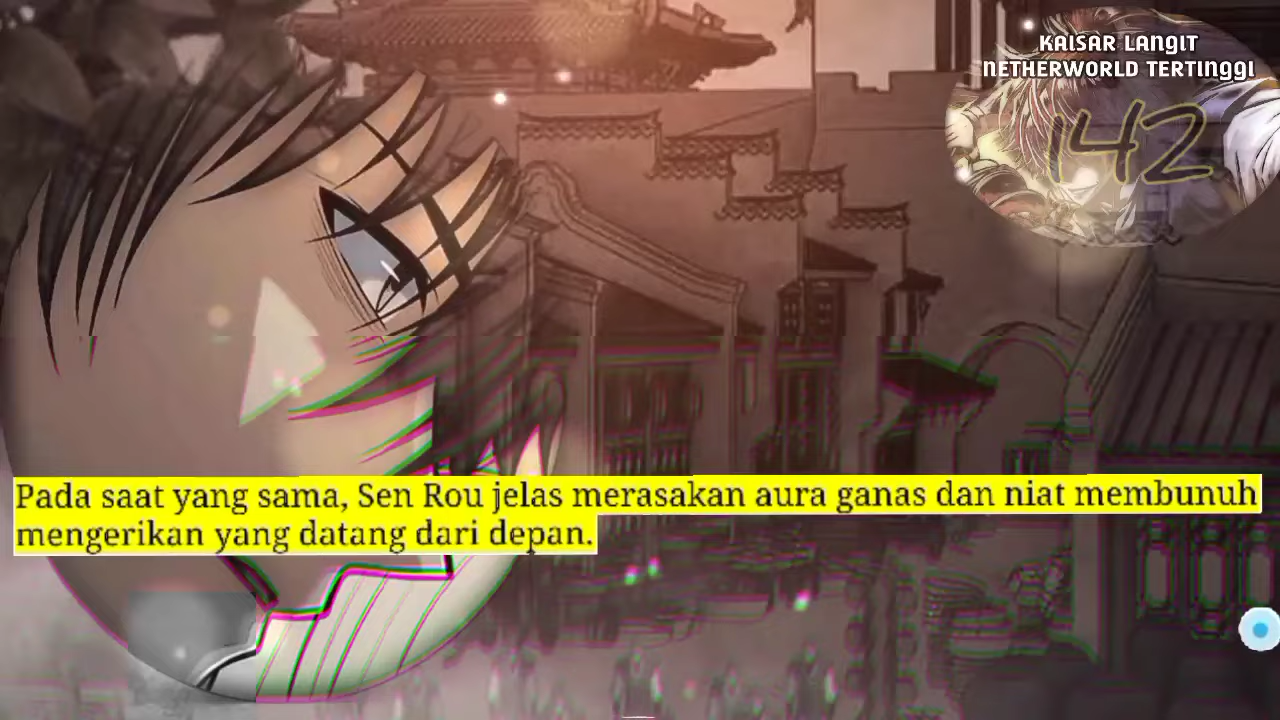 KAISAR LANGIT
NETHERWORLD TERTINGGI
142
Pada saat yang sama, Sen Rou jelas merasakan aura ganas dan niat membunuh
mengerikan yang datang dari depan.